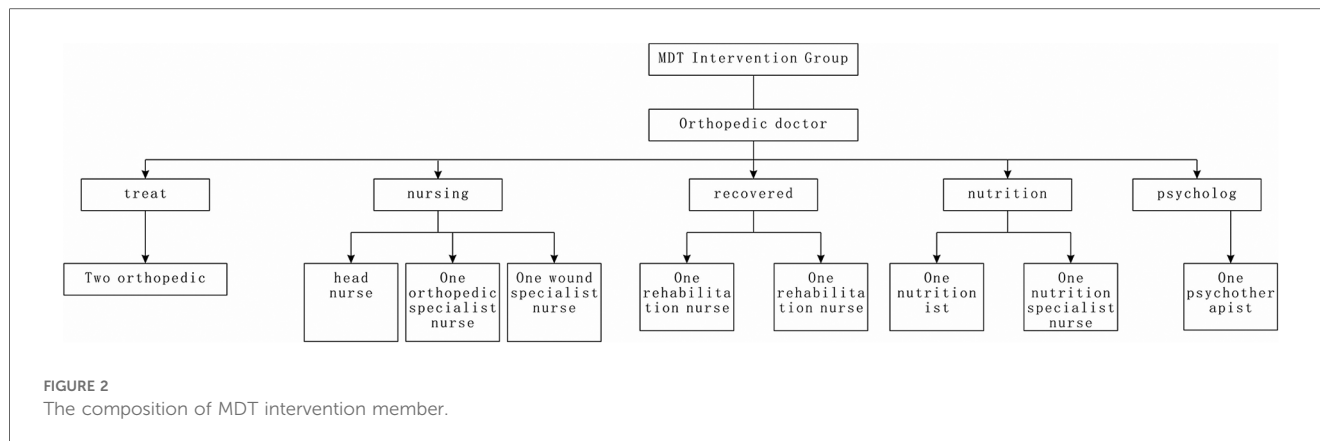 MDT Intervention Group
Orthopedic doctor
treat
nursing
recovered
nutrition
psycholog
Two orthopedic
head
nurse
One
orthopedic
specialist
nurse
One wound
specialist
nurse
One
rehabilita
tion nurse
One
rehabilita
tion nurse
One
nutrition
ist
One
nutrition
specialist
nurse
One
psychother
apist
FIGURE 2
The composition of MDT intervention member.